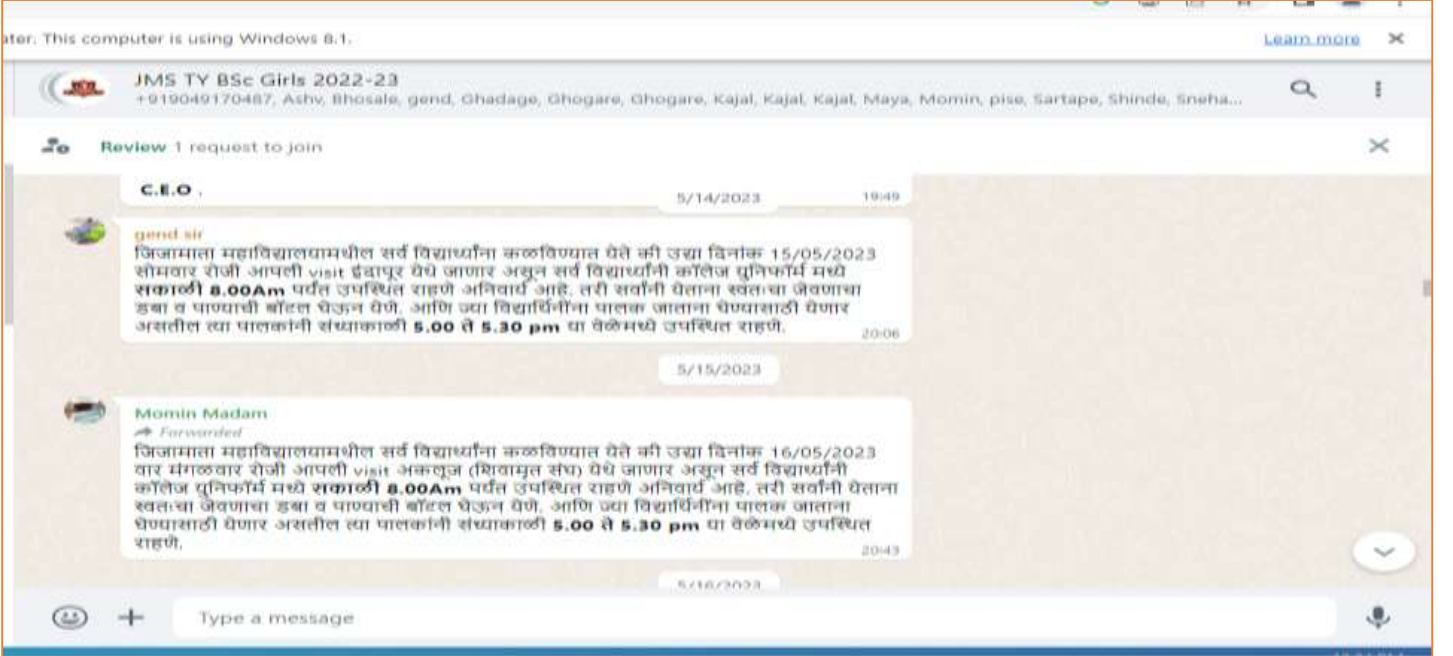 ater. This computer is using Windows 8.1.
Learn more
JMS TY BSc Girls 2022-23
+919049170487, Ashv, Bhosale, gend, Ghadage, Ghogare, Ghogare, Kajal, Kajal, Kajal, Maya, Momin, pise, Sartape, Shinde, Sneha...
Review 1 request to join
C.E.O .
19:49
5/14/2023
gend sir
जिजामाता महाविद्यालयामधील सर्व विद्यार्थ्यांना कळविण्यात येते की उद्या दिनांक 15/05/2023
सोमवार रोजी आपली visit इंदापूर येथे जाणार असून सर्व विद्यार्थ्यांनी कॉलेज युनिफॉर्म मध्ये
सकाळी 8.00Am पर्यंत उपस्थित राहणे अनिवार्य आहे. तरी सर्वांनी येताना स्वतःचा जेवणाचा
डबा व पाण्याची बॉटल घेऊन येणे. आणि ज्या विद्यार्थिनींना पालक जाताना घेण्यासाठी येणार
असतील त्या पालकांनी संध्याकाळी 5.00 ते 5.30 pm या वेळेमध्ये उपस्थित राहणे.
20:06
5/15/2023
Momin Madam
Forwarded
जिजामाता महाविद्यालयामधील सर्व विद्यार्थ्यांना कळविण्यात येते की उद्या दिनांक 16/05/2023
वार मंगळवार रोजी आपली visit अकलूज (शिवामृत संघ) येथे जाणार असून सर्व विद्यार्थ्यांनी
कॉलेज युनिफॉर्म मध्ये सकाळी 8.00Am पर्यंत उपस्थित राहणे अनिवार्य आहे. तरी सर्वांनी येताना
स्वतःचा जेवणाचा डबा व पाण्याची बॉटल घेऊन येणे. आणि ज्या विद्यार्थिनींना पालक जाताना
घेण्यासाठी येणार असतील त्या पालकांनी संध्याकाळी 5.00 ते 5.30 pm या वेळेमध्ये उपस्थित
राहणे.
20:43
5/16/2023
Type a message